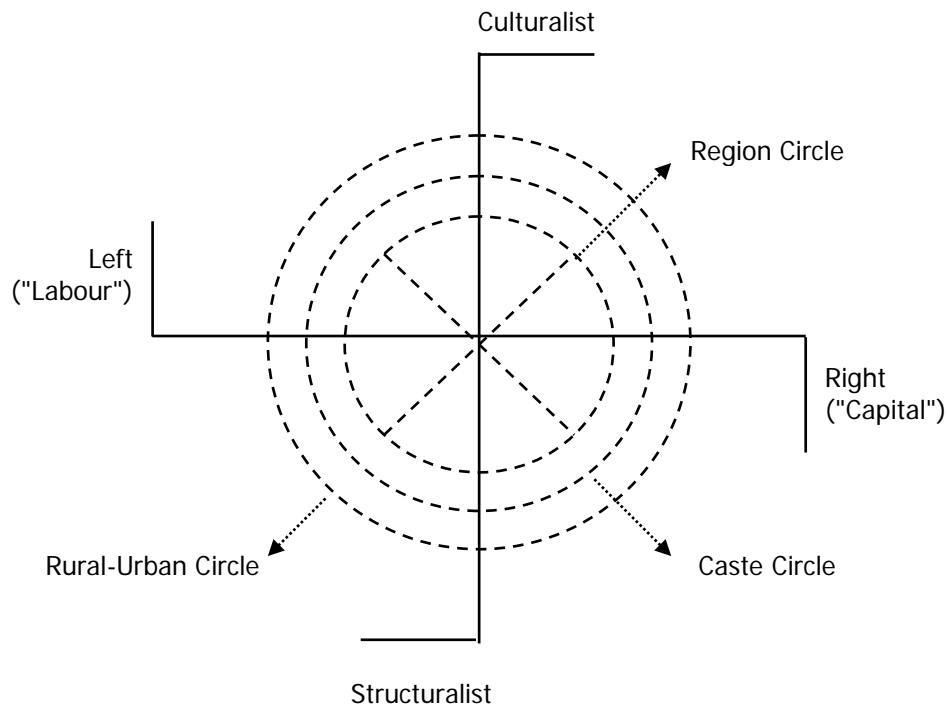 Culturalist
Region Circle
Left
("Labour")
Right
("Capital")
Rural-Urban Circle
Caste Circle
Structuralist